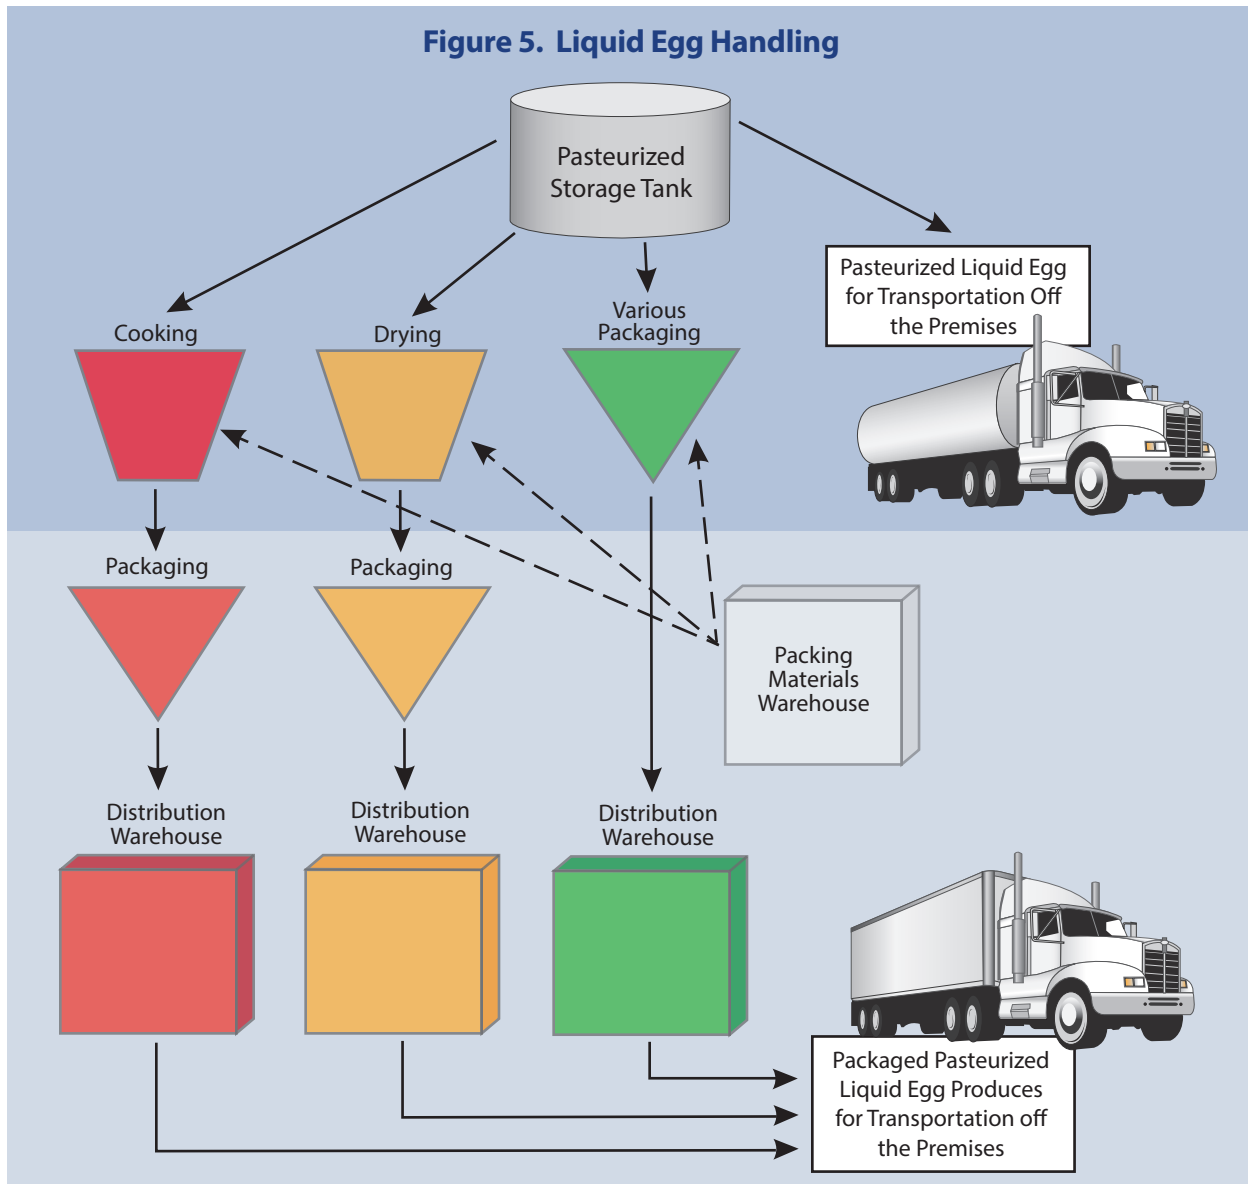 Figure 5.  Liquid Egg Handling
Pasteurized
Storage Tank
Pasteurized Liquid Egg
for Transportation Off
the Premises
Cooking
Drying
Various
Packaging
Packaging
Packaging
Packing
Materials
Warehouse
Distribution
Warehouse
Distribution
Warehouse
Distribution
Warehouse
Packaged Pasteurized
Liquid Egg Produces
for Transportation off
the Premises